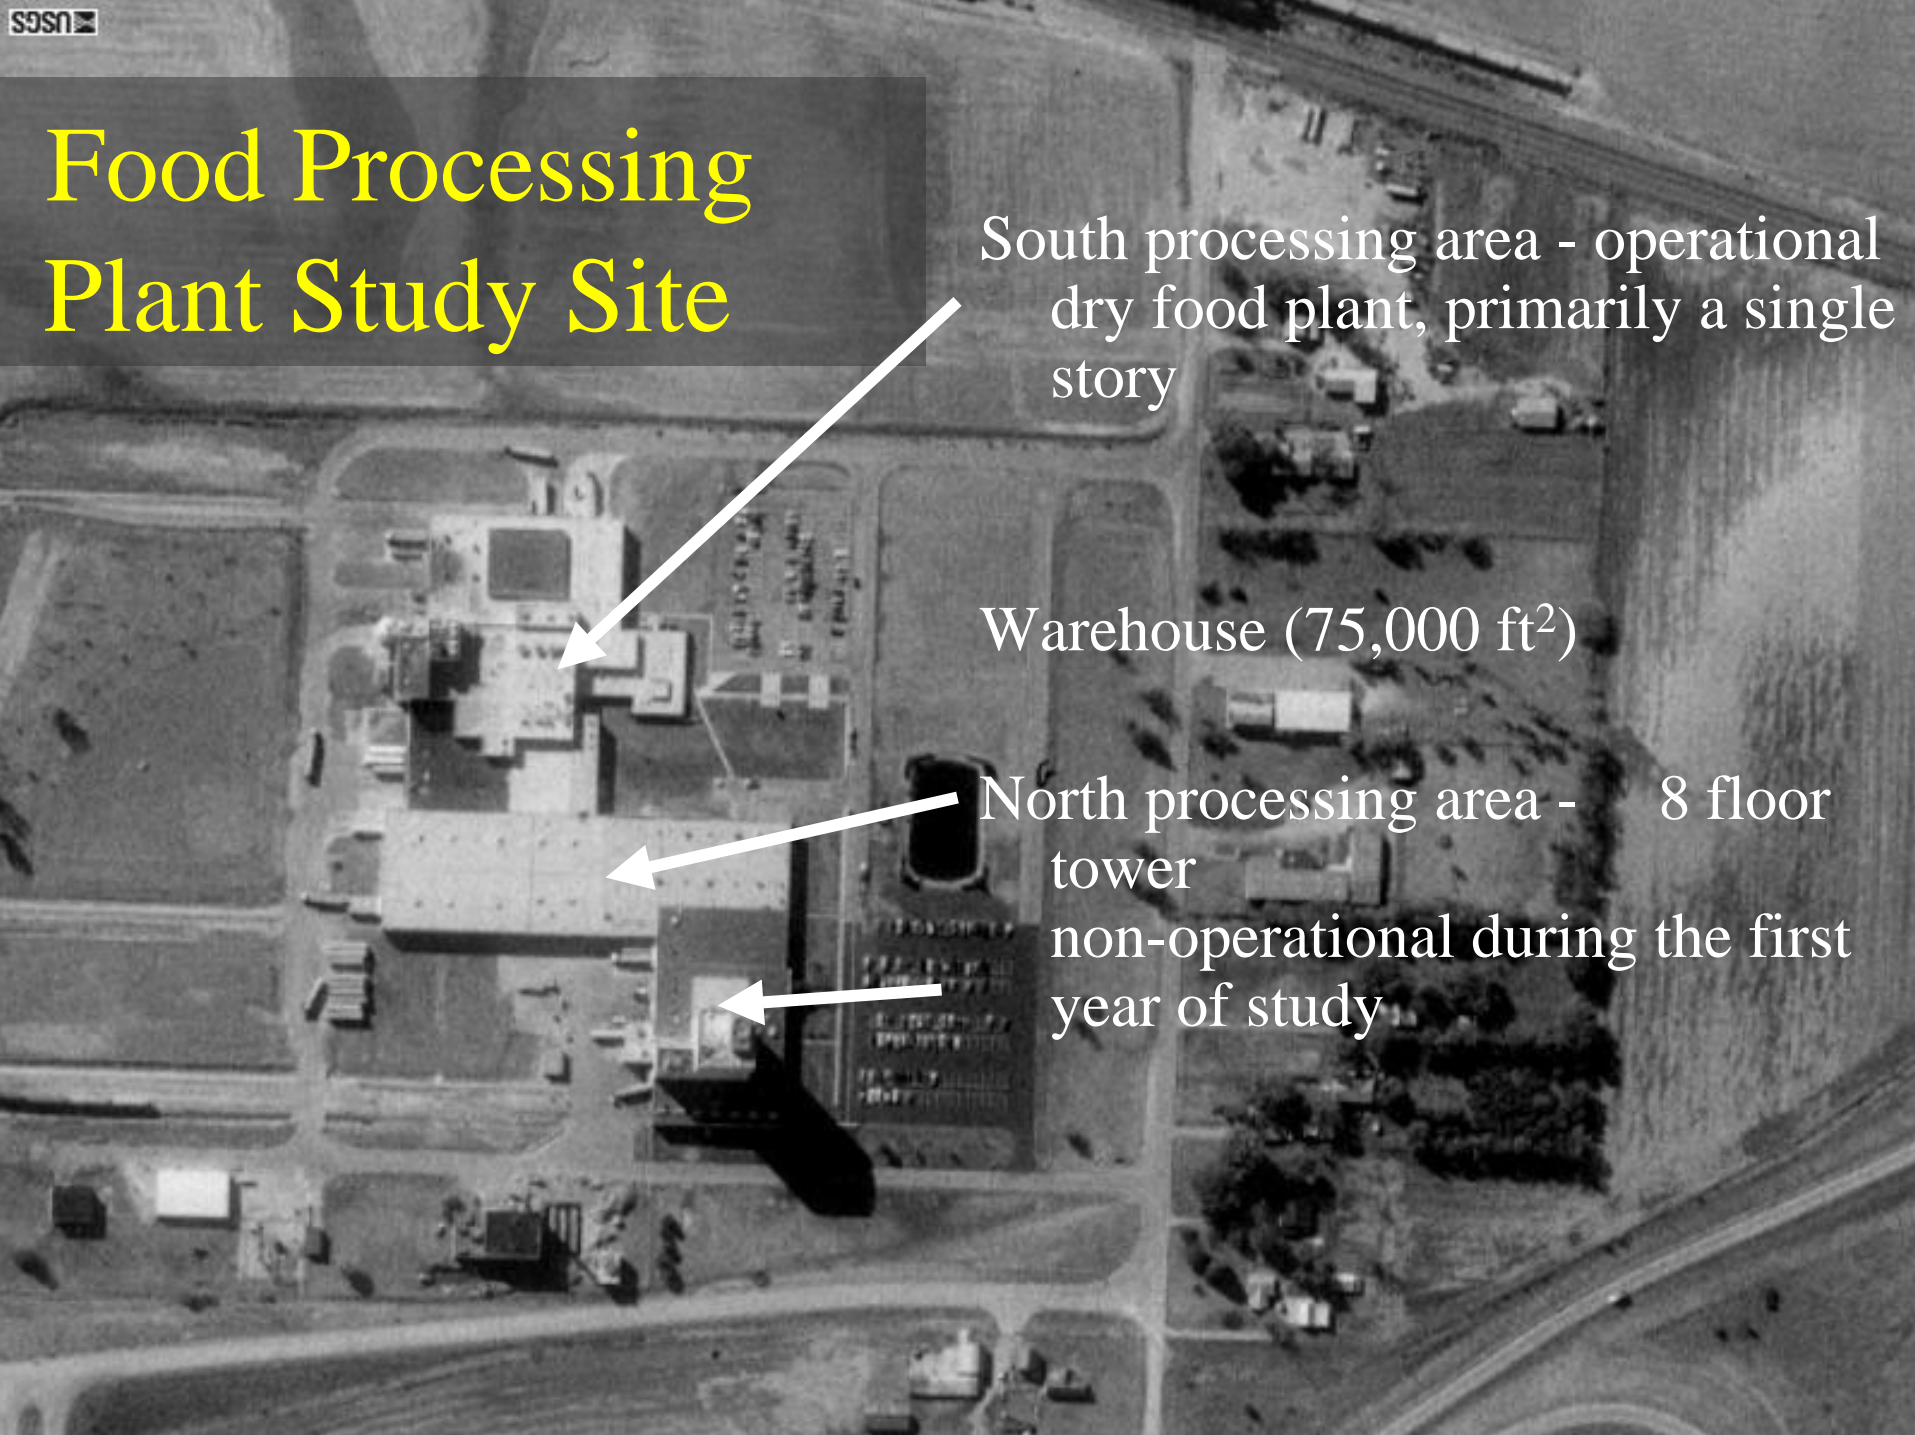 USGS
Food Processing
Plant Study Site
South processing area - operational
dry food plant, primarily a single
story
Warehouse (75,000 ft²)
North processing area - 8 floor
tower
non-operational during the first
year of study